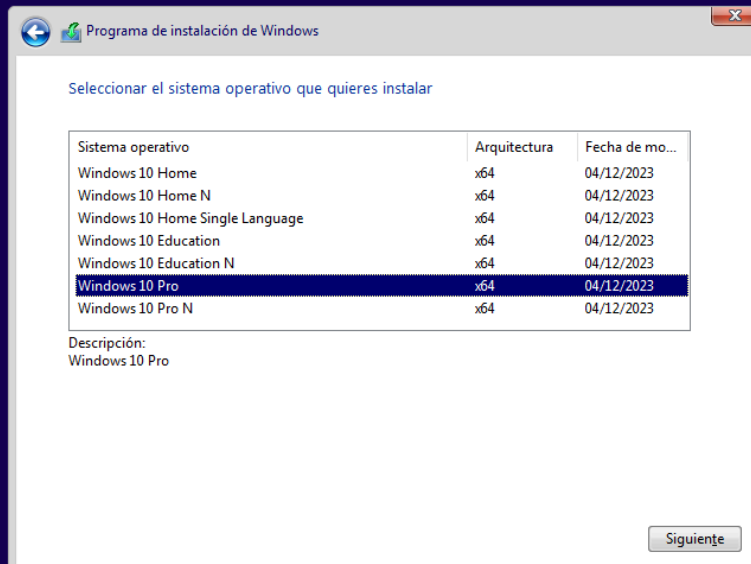 Programa de instalación de Windows
Seleccionar el sistema operativo que quieres instalar
Sistema operativo Arquitectura Fecha de mo...
Windows 10 Home x64 04/12/2023
Windows 10 Home N x64 04/12/2023
Windows 10 Home Single Language x64 04/12/2023
Windows 10 Education x64 04/12/2023
Windows 10 Education N x64 04/12/2023
Windows 10 Pro x64 04/12/2023
Windows 10 Pro N x64 04/12/2023
Descripción:
Windows 10 Pro
Siguiente